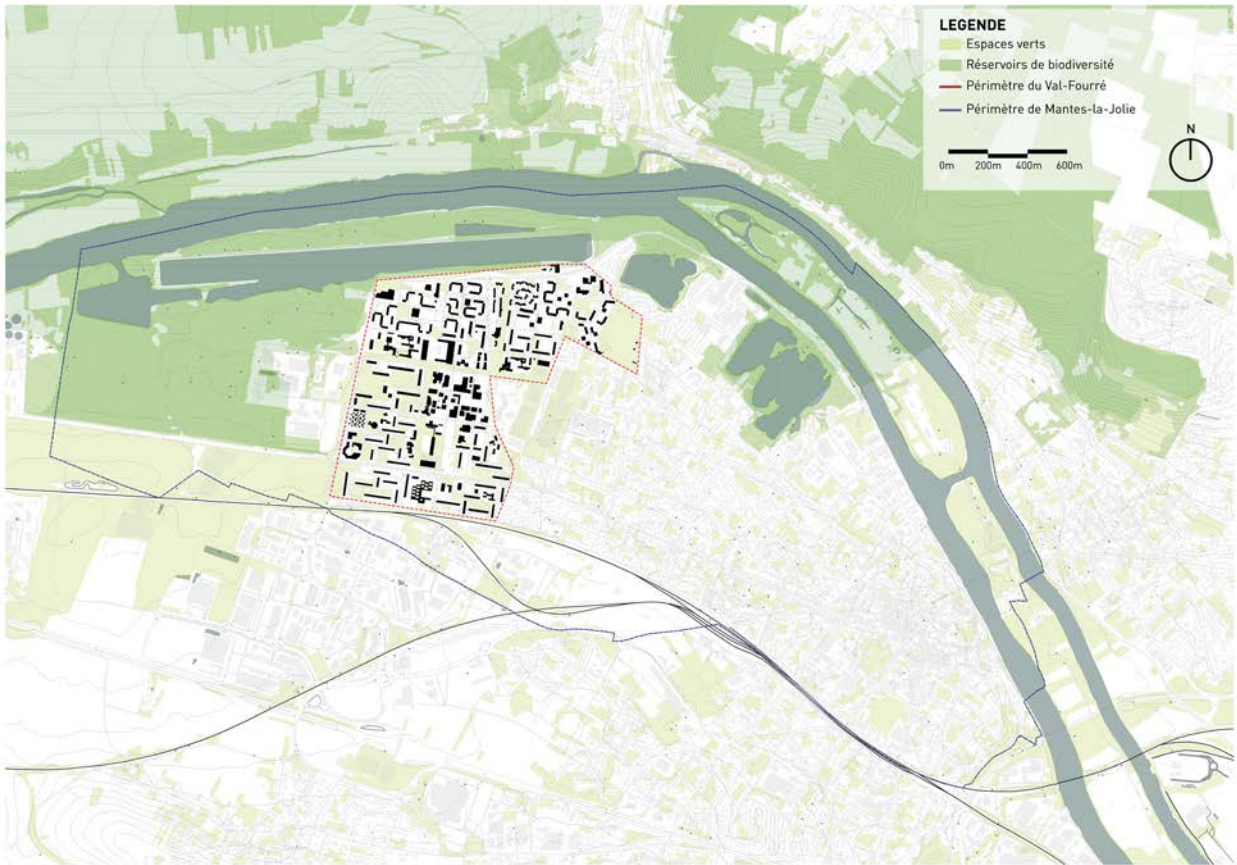 LEGENDE
Espaces verts
Réservoirs de biodiversité
Périmètre du Val-Fourré
Périmètre de Mantes-la-Jolie
N
0m 200m 400m 600m